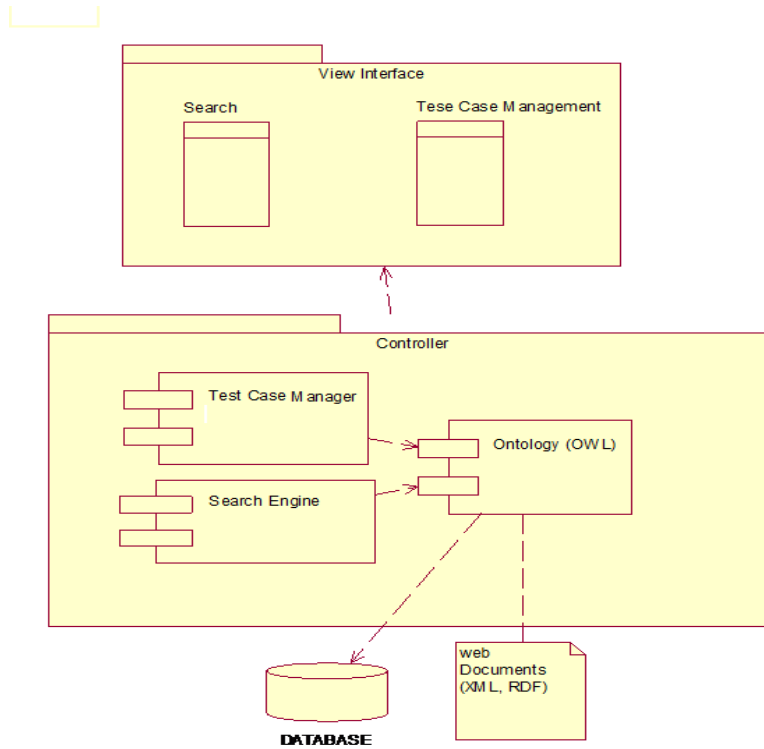 View Interface
Search
Tese Case Management
Controller
Test Case Manager
Ontology (OWL)
Search Engine
web
Documents
(XML, RDF)
DATABASE